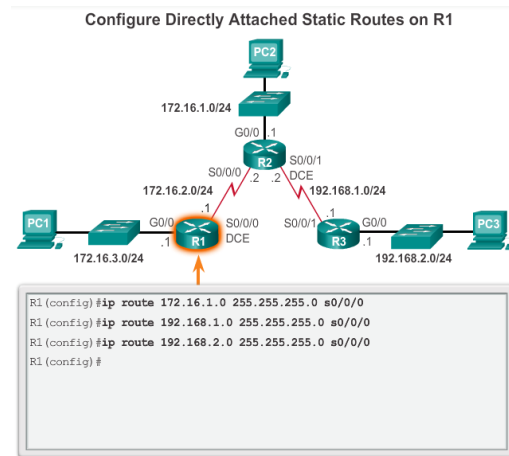 Configure Directly Attached Static Routes on R1
PC2
172.16.1.0/24
G0/0 .1
R2
S0/0/0 .2 .2 S0/0/1
DCE
172.16.2.0/24
192.168.1.0/24
.1
.1
PC1
G0/0
.1
R1
S0/0/0
DCE
S0/0/1
R3
G0/0
.1
PC3
172.16.3.0/24
192.168.2.0/24
R1(config)#ip route 172.16.1.0 255.255.255.0 s0/0/0
R1(config)#ip route 192.168.1.0 255.255.255.0 s0/0/0
R1(config)#ip route 192.168.2.0 255.255.255.0 s0/0/0
R1(config)#